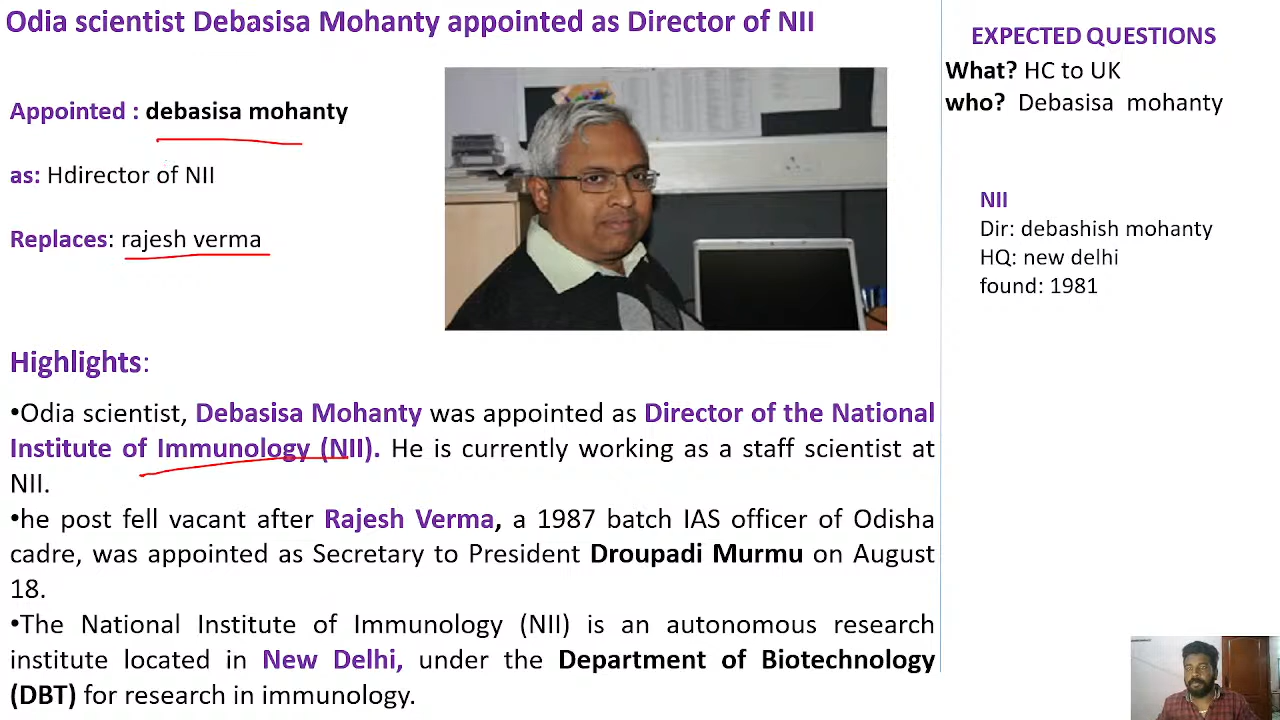 Odia scientist Debasisa Mohanty appointed as Director of NII
Appointed : debasisa mohanty
as: Hdirector of NII
Replaces: rajesh verma
Highlights:
•Odia scientist, Debasisa Mohanty was appointed as Director of the National
Institute of Immunology (NII). He is currently working as a staff scientist at
NII.
•he post fell vacant after Rajesh Verma, a 1987 batch IAS officer of Odisha
cadre, was appointed as Secretary to President Droupadi Murmu on August
18.
•The National Institute of Immunology (NII) is an autonomous research
institute located in New Delhi, under the Department of Biotechnology
(DBT) for research in immunology.
EXPECTED QUESTIONS
What? HC to UK
who? Debasisa mohanty
NII
Dir: debashish mohanty
HQ: new delhi
found: 1981